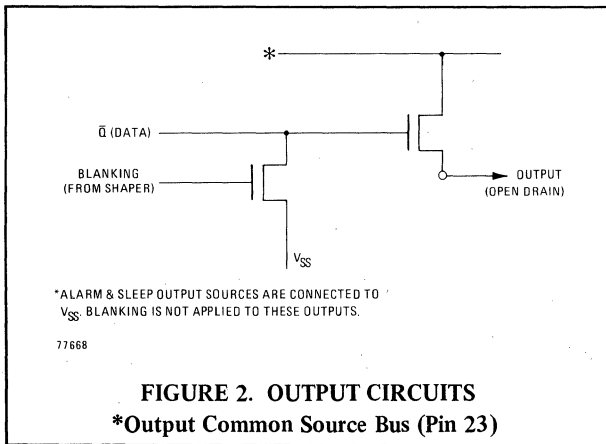 *
Q̅ (DATA)
BLANKING
(FROM SHAPER)
OUTPUT
(OPEN DRAIN)
VSS
*ALARM & SLEEP OUTPUT SOURCES ARE CONNECTED TO
VSS. BLANKING IS NOT APPLIED TO THESE OUTPUTS.
77668
FIGURE 2. OUTPUT CIRCUITS
*Output Common Source Bus (Pin 23)